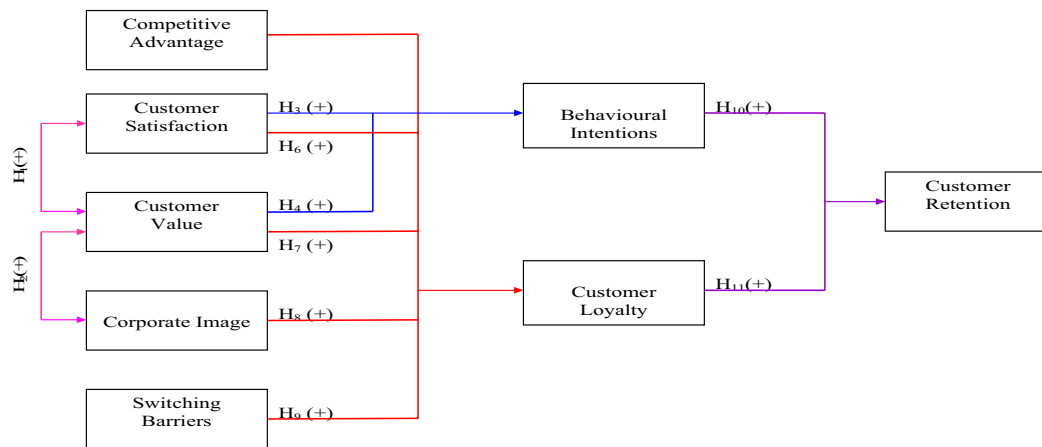 Competitive
Advantage
Customer
Satisfaction
H₃ (+)
H₆ (+)
H₁(+)
Customer
Value
H₄ (+)
H₇ (+)
H₂(+)
Corporate Image
H₈ (+)
Switching
Barriers
H₉ (+)
Behavioural
Intentions
H₁₀(+)
Customer
Loyalty
H₁₁(+)
Customer
Retention